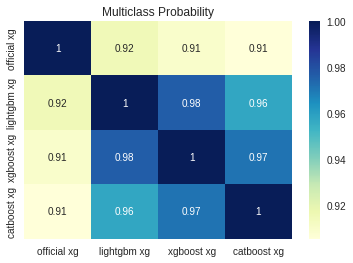 Multiclass Probability
official xg
1
0.92
0.91
0.91
lightgbm xg
0.92
1
0.98
0.96
xgboost xg
0.91
0.98
1
0.97
catboost xg
0.91
0.96
0.97
1
official xg
lightgbm xg
xgboost xg
catboost xg
1.00
0.98
0.96
0.94
0.92